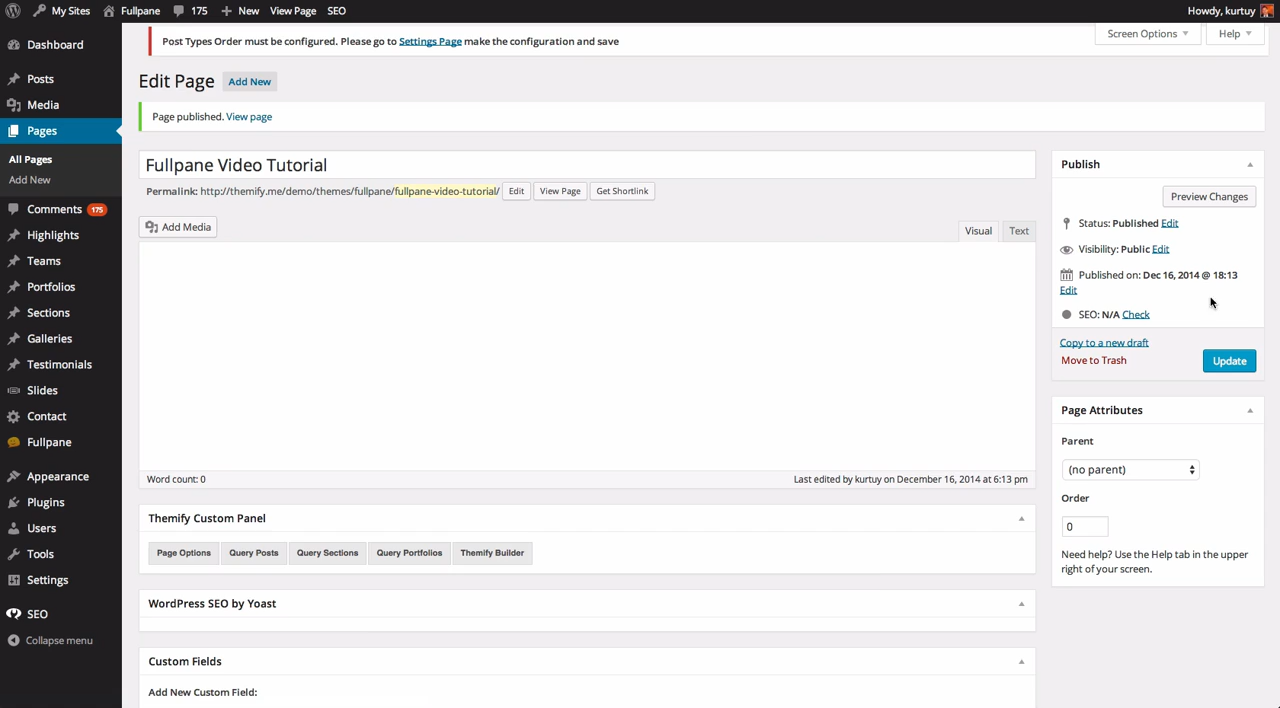 My Sites Fullpane 175 New View Page SEO Howdy, kurtuy
Dashboard
Posts
Media
Pages
All Pages
Add New
Comments 175
Highlights
Teams
Portfolios
Sections
Galleries
Testimonials
Slides
Contact
Fullpane
Appearance
Plugins
Users
Tools
Settings
SEO
Collapse menu
Post Types Order must be configured. Please go to Settings Page make the configuration and save
Screen Options Help
Edit Page Add New
Page published. View page
Fullpane Video Tutorial
Permalink: http://themify.me/demo/themes/fullpane/fullpane-video-tutorial/ Edit View Page Get Shortlink
Add Media
Visual Text
Word count: 0 Last edited by kurtuy on December 16, 2014 at 6:13 pm
Themify Custom Panel
Page Options Query Posts Query Sections Query Portfolios Themify Builder
WordPress SEO by Yoast
Custom Fields
Add New Custom Field:
Publish
Preview Changes
Status: Published Edit
Visibility: Public Edit
Published on: Dec 16, 2014 @ 18:13
Edit
SEO: N/A Check
Copy to a new draft
Move to Trash
Update
Page Attributes
Parent
(no parent)
Order
0
Need help? Use the Help tab in the upper
right of your screen.